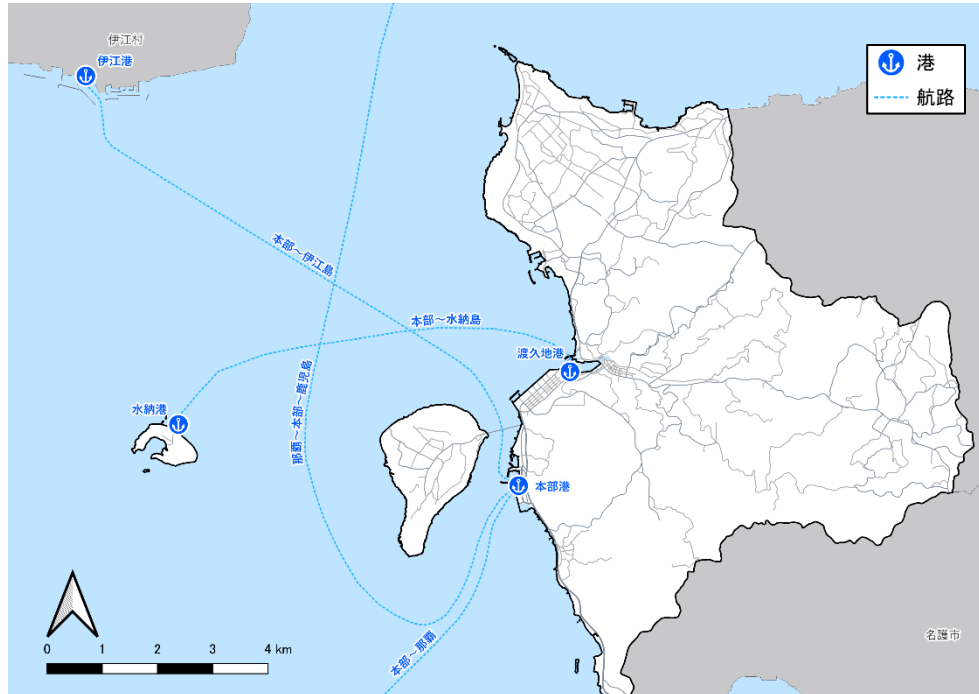 伊江村
伊江港
港
航路
本部～伊江島
本部～水納島
渡久地港
那覇～本部～鹿児島
水納港
本部港
本部～那覇
名護市
0 1 2 3 4 km